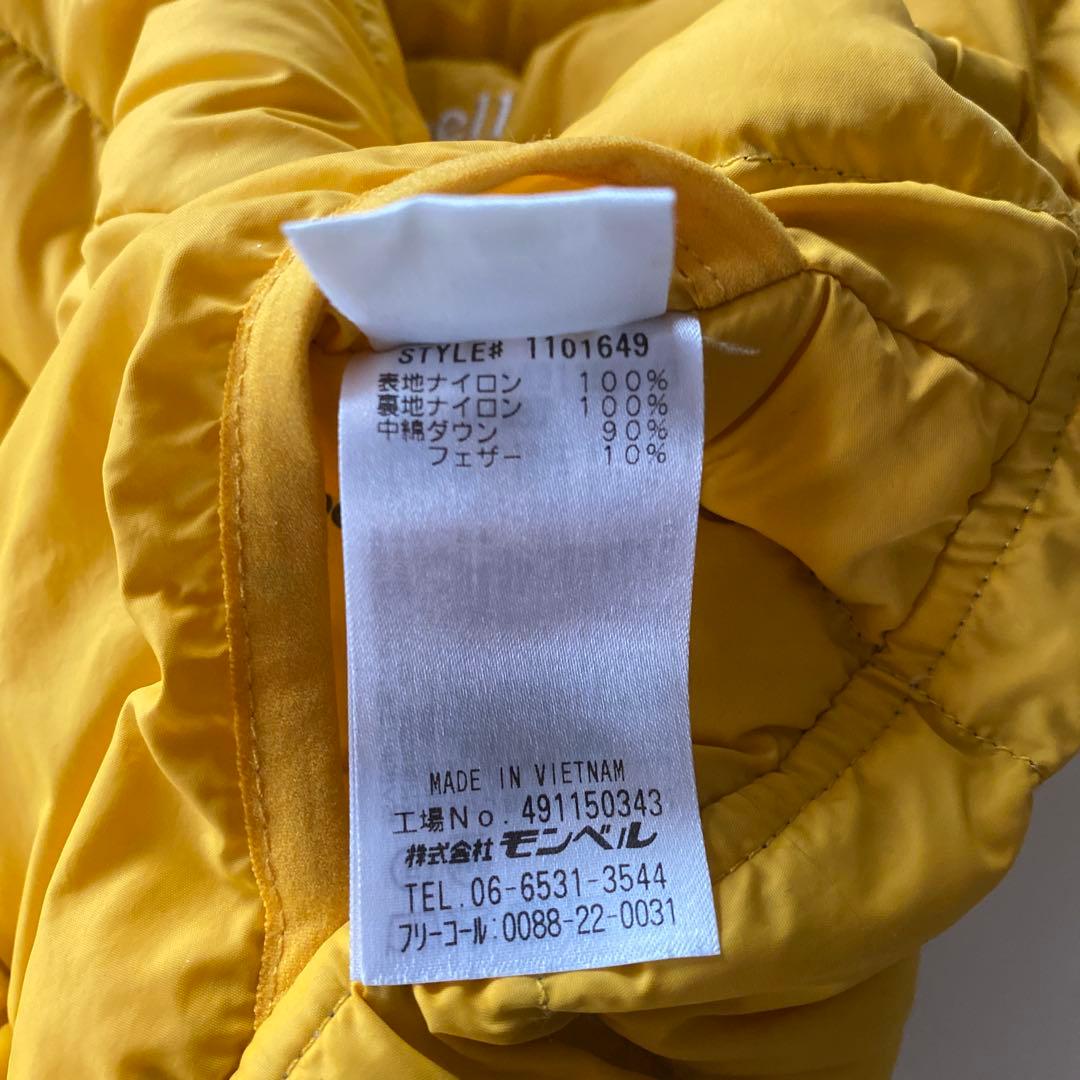 ell
STYLE# 1101649
表地ナイロン 100%
裏地ナイロン 100%
中綿ダウン 90%
フェザー 10%
MADE IN VIETNAM
工場No. 491150343
株式会社 モンベル
TEL. 06-6531-3544
フリーコール:0088-22-0031